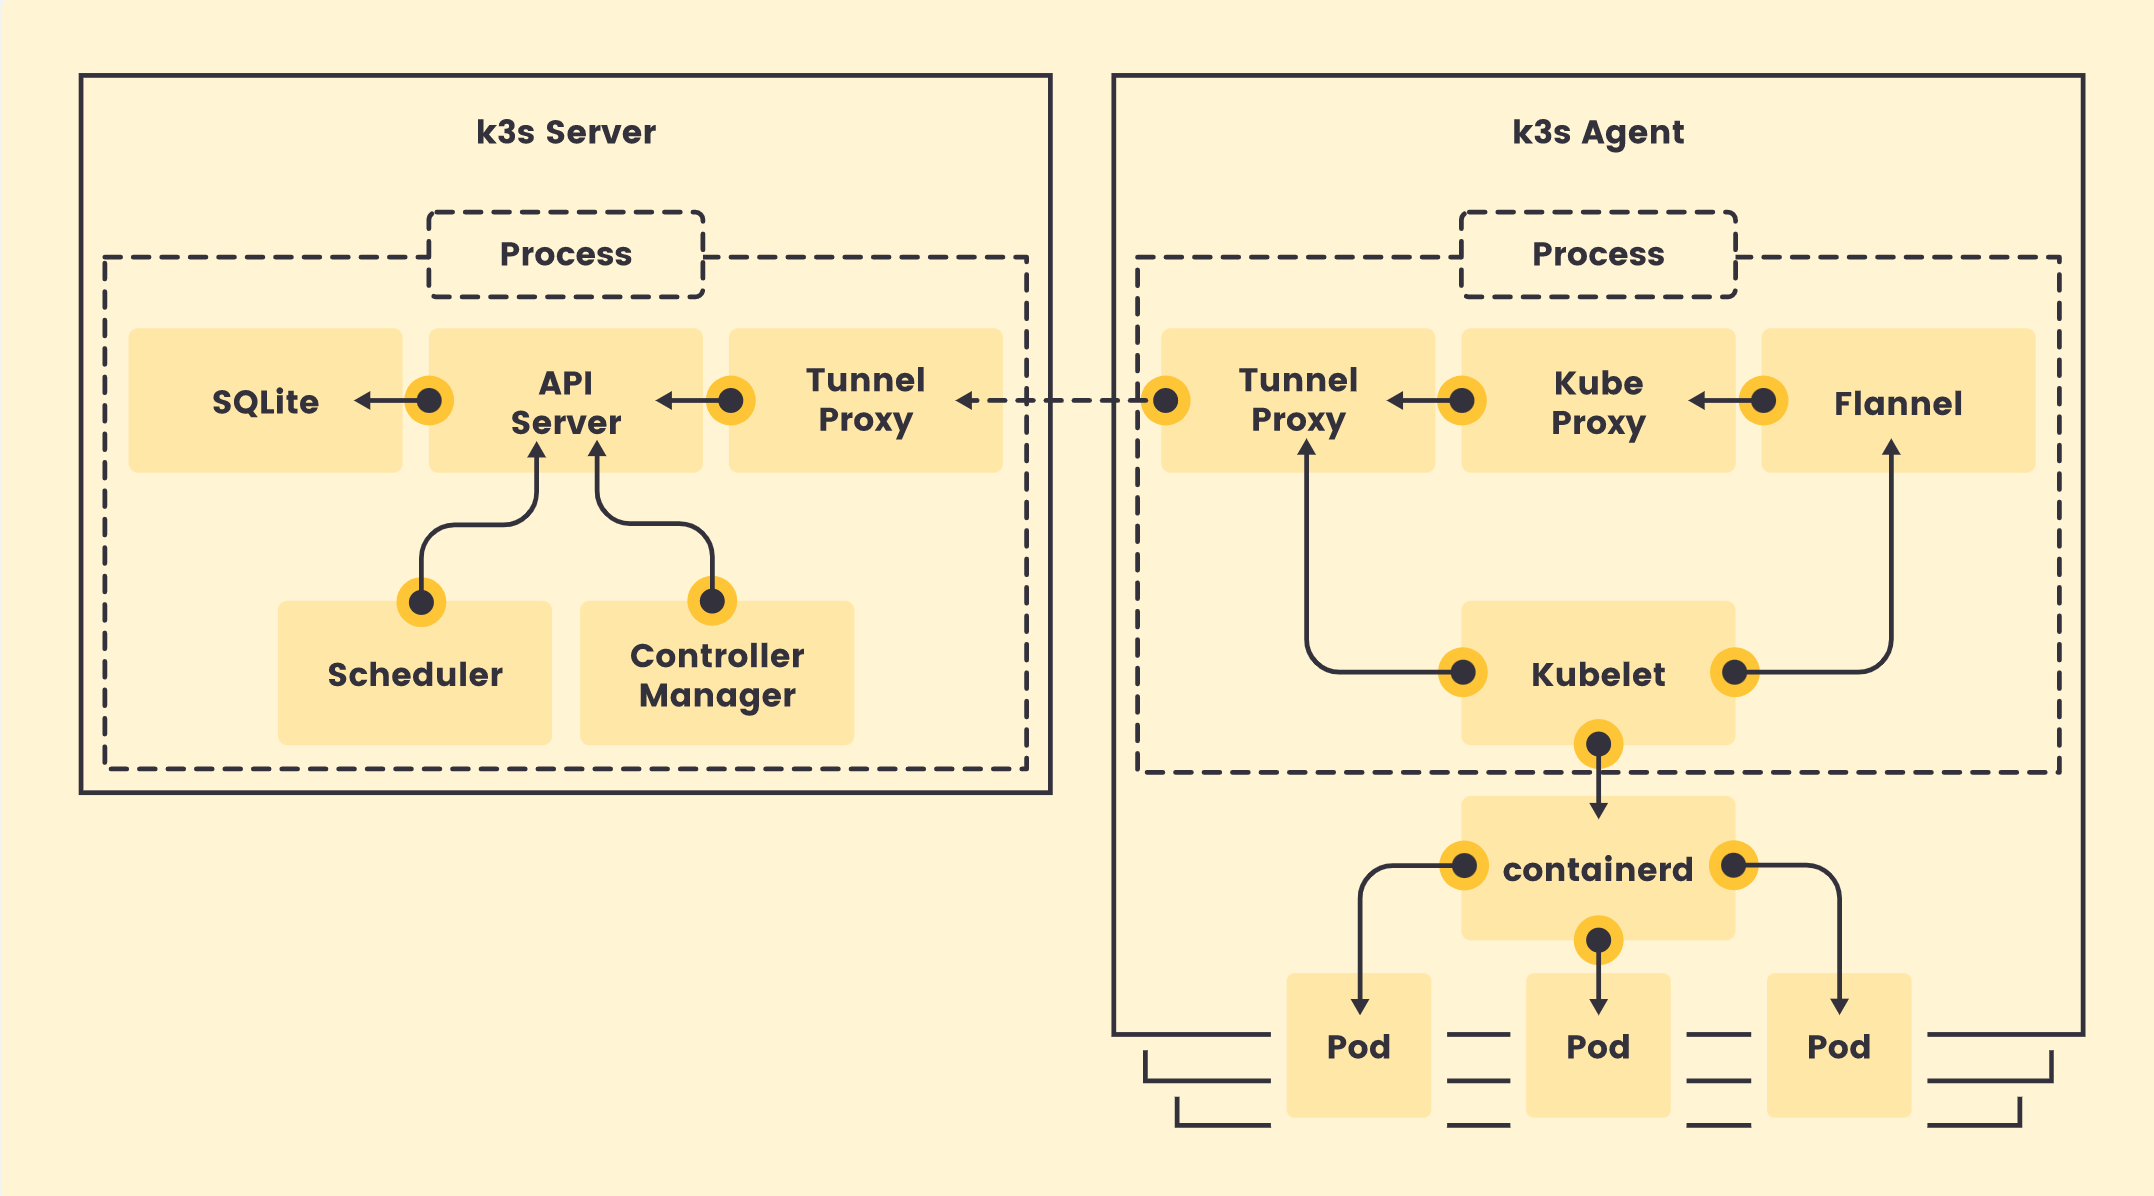 k3s Server
Process
SQLite
API
Server
Tunnel
Proxy
Scheduler
Controller
Manager
k3s Agent
Process
Tunnel
Proxy
Kube
Proxy
Flannel
Kubelet
containerd
Pod
Pod
Pod